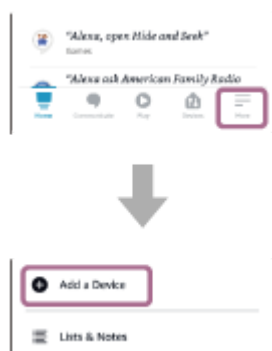 "Alexa, open Hide and Seek"
Games
"Alexa ask American Family Radio
Home Communicate Play Devices More
Add a Device
Lists & Notes